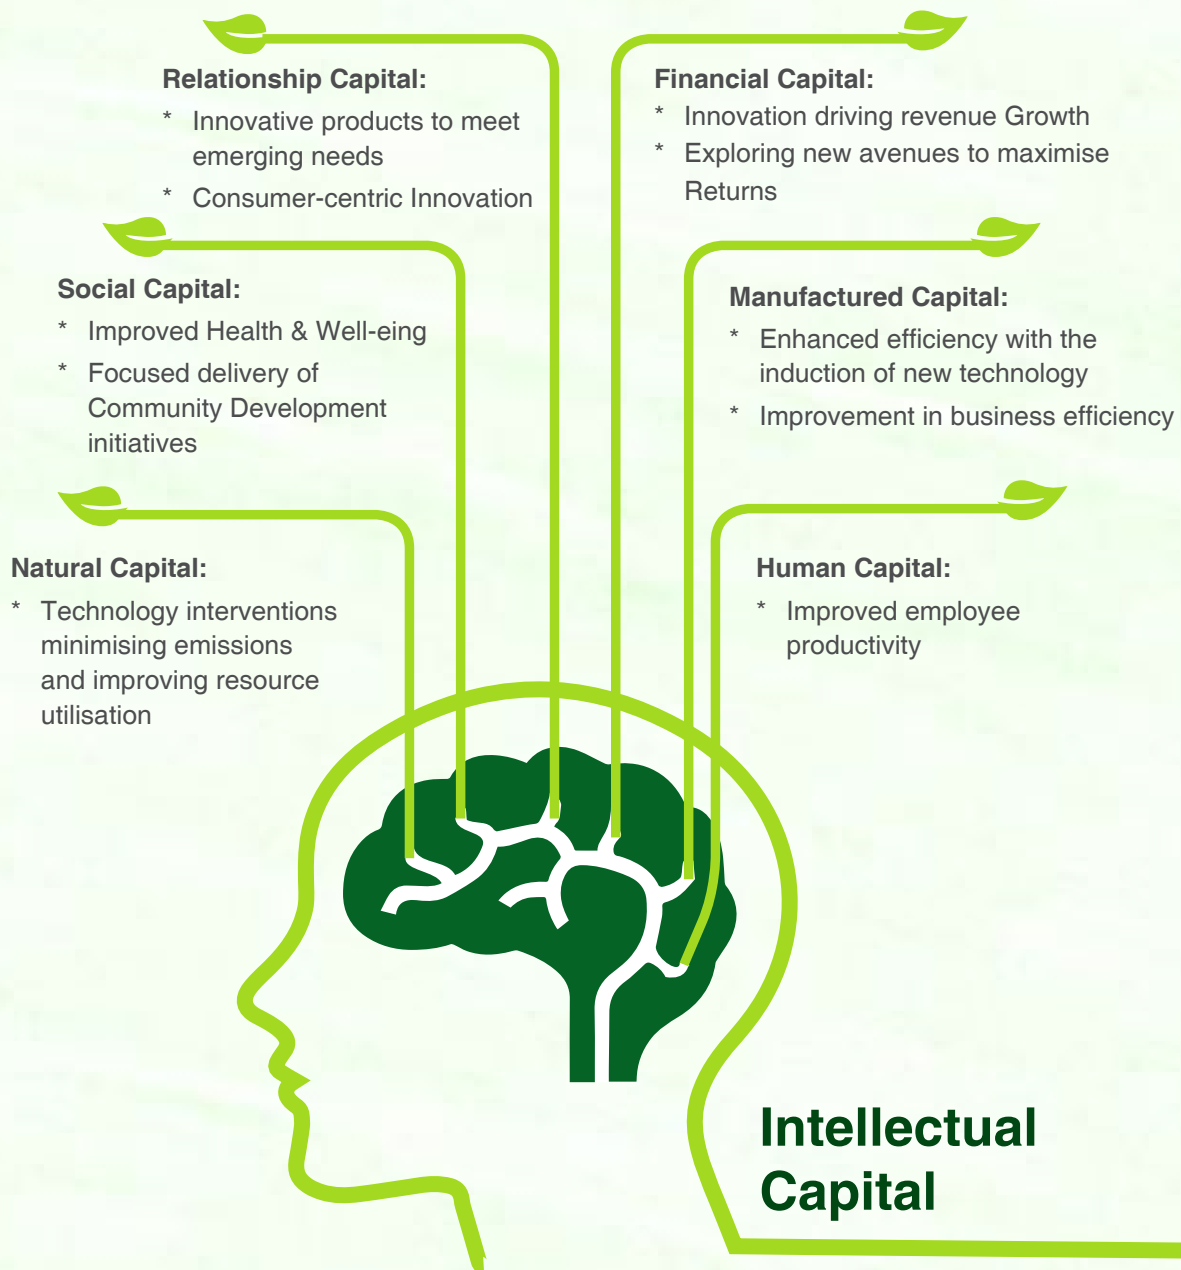 Relationship Capital:
* Innovative products to meet
emerging needs
* Consumer-centric Innovation
Social Capital:
* Improved Health & Well-eing
* Focused delivery of
Community Development
initiatives
Natural Capital:
* Technology interventions
minimising emissions
and improving resource
utilisation
Financial Capital:
* Innovation driving revenue Growth
* Exploring new avenues to maximise
Returns
Manufactured Capital:
* Enhanced efficiency with the
induction of new technology
* Improvement in business efficiency
Human Capital:
* Improved employee
productivity
Intellectual
Capital